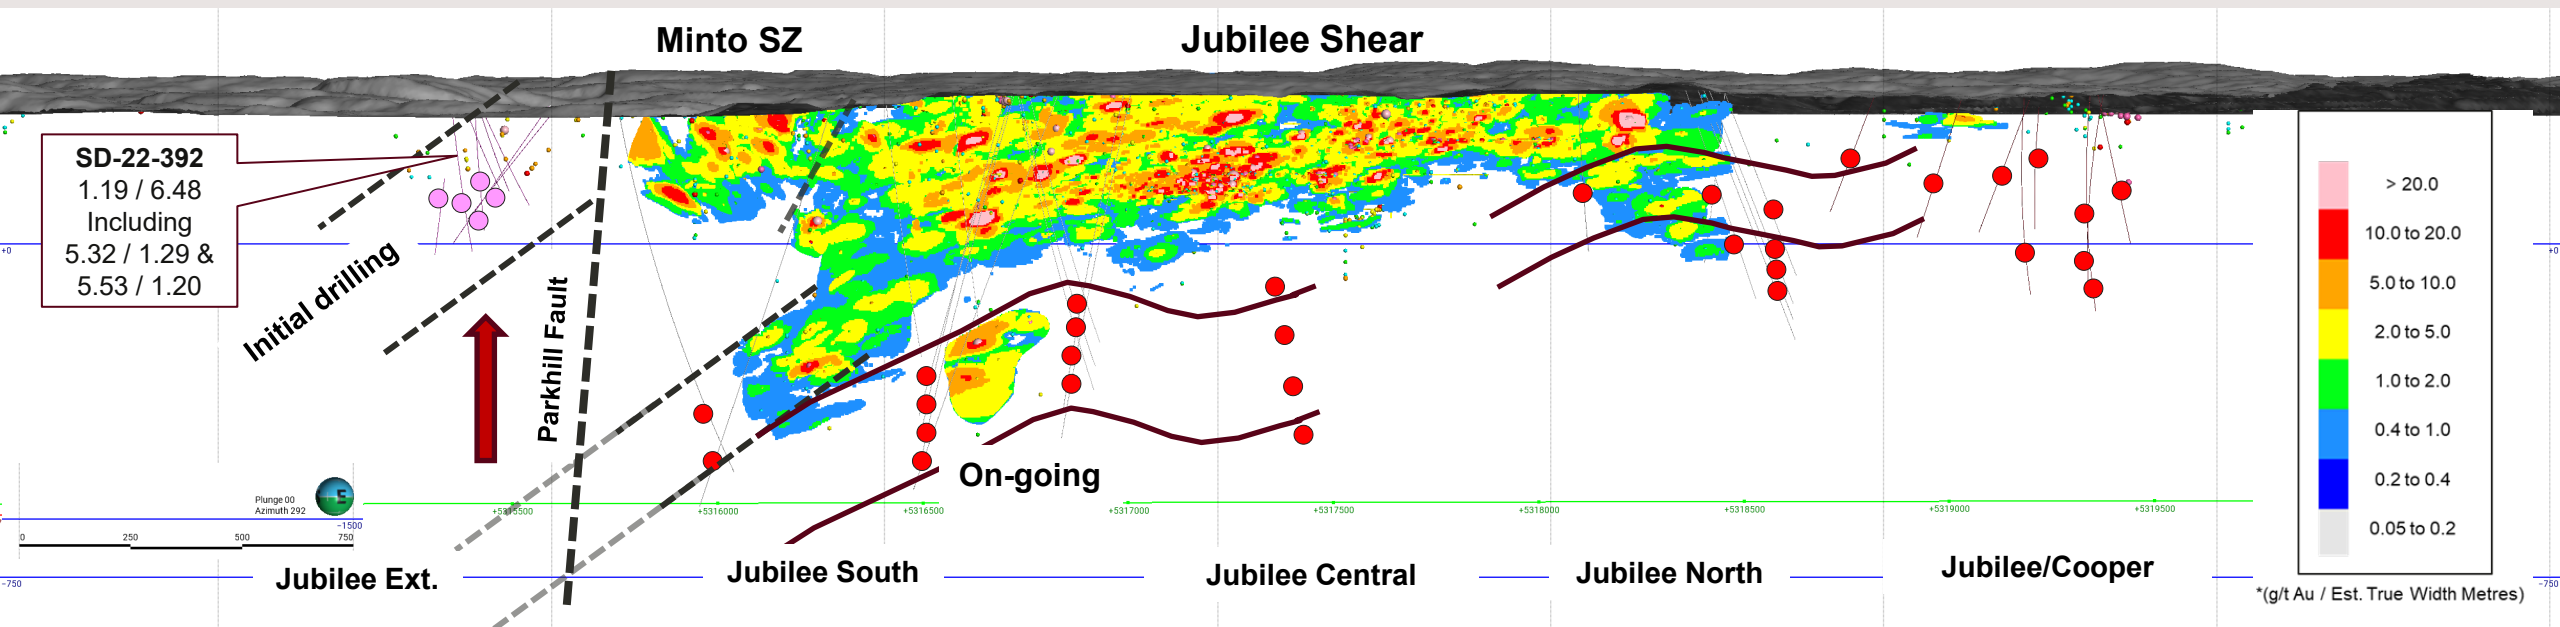 Minto SZ
Jubilee Shear
SD-22-392
1.19 / 6.48
Including
5.32 / 1.29 &
5.53 / 1.20
Initial drilling
Parkhill Fault
On-going
+0
+0
> 20.0
10.0 to 20.0
5.0 to 10.0
2.0 to 5.0
1.0 to 2.0
0.4 to 1.0
0.2 to 0.4
0.05 to 0.2
*(g/t Au / Est. True Width Metres)
Plunge 00
Azimuth 292
E
-1500
0 250 500 750
+5315500
+5316000
+5316500
+5317000
+5317500
+5318000
+5318500
+5319000
+5319500
-750
-750
Jubilee Ext.
Jubilee South
Jubilee Central
Jubilee North
Jubilee/Cooper